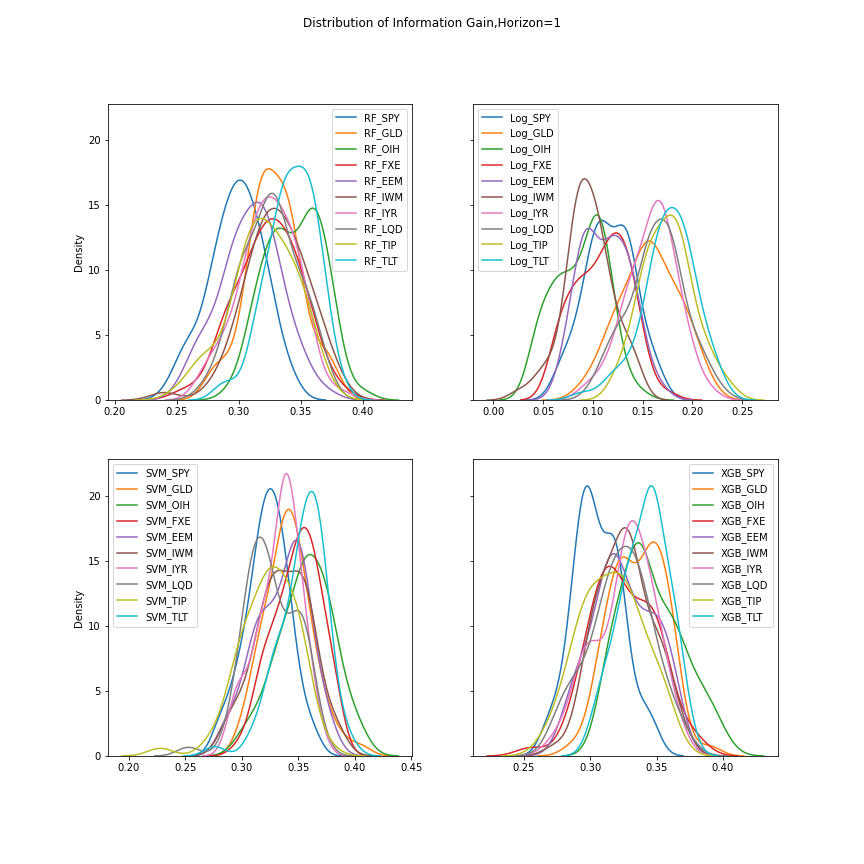 Distribution of Information Gain,Horizon=1
Density
20
15
10
5
0
0.20
0.25
0.30
0.35
0.40
RF_SPY
RF_GLD
RF_OIH
RF_FXE
RF_EEM
RF_IWM
RF_IYR
RF_LQD
RF_TIP
RF_TLT
Log_SPY
Log_GLD
Log_OIH
Log_FXE
Log_EEM
Log_IWM
Log_IYR
Log_LQD
Log_TIP
Log_TLT
0.00
0.05
0.10
0.15
0.20
0.25
Density
20
15
10
5
0
SVM_SPY
SVM_GLD
SVM_OIH
SVM_FXE
SVM_EEM
SVM_IWM
SVM_IYR
SVM_LQD
SVM_TIP
SVM_TLT
0.20
0.25
0.30
0.35
0.40
0.45
XGB_SPY
XGB_GLD
XGB_OIH
XGB_FXE
XGB_EEM
XGB_IWM
XGB_IYR
XGB_LQD
XGB_TIP
XGB_TLT
0.25
0.30
0.35
0.40